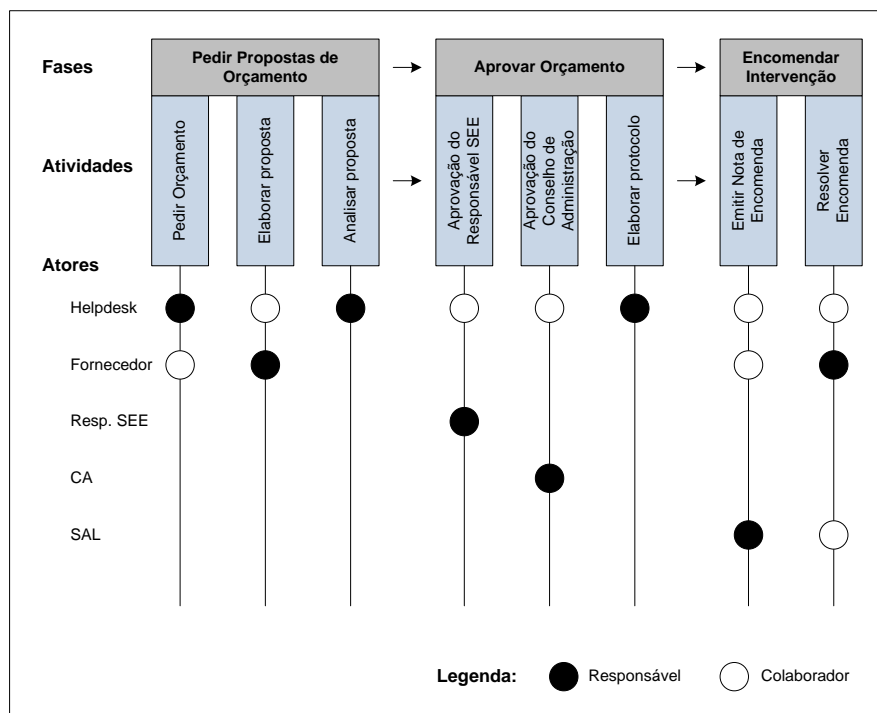 Fases
Pedir Propostas de
Orçamento
Aprovar Orçamento
Encomendar
Intervenção
Atividades
Pedir Orçamento
Elaborar proposta
Analisar proposta
Aprovação do
Responsável SEE
Aprovação do
Conselho de
Administração
Elaborar protocolo
Emitir Nota de
Encomenda
Resolver
Encomenda
Atores
Helpdesk
Fornecedor
Resp. SEE
CA
SAL
Legenda:
Responsável
Colaborador